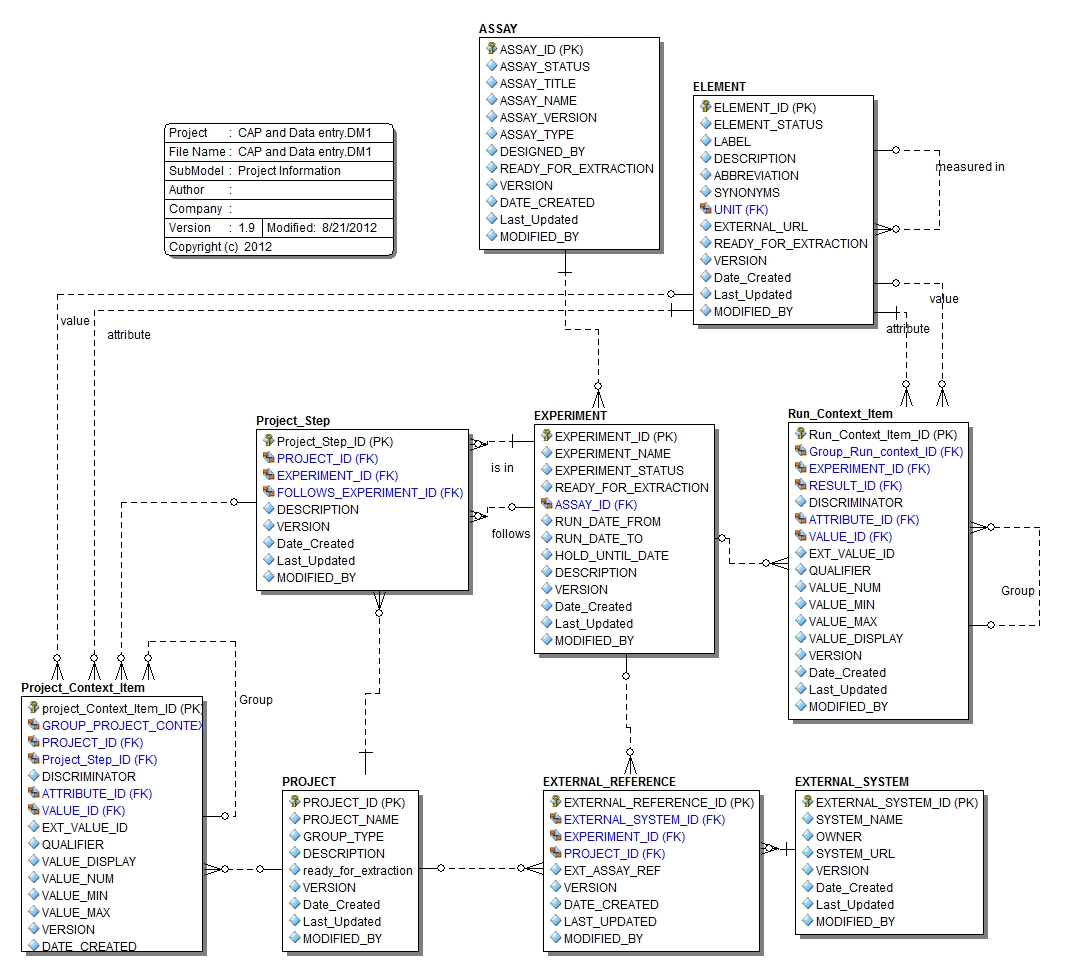 ASSAY
ASSAY_ID (PK)
ASSAY_STATUS
ASSAY_TITLE
ASSAY_NAME
ASSAY_VERSION
ASSAY_TYPE
DESIGNED_BY
READY_FOR_EXTRACTION
VERSION
DATE_CREATED
Last_Updated
MODIFIED_BY
ELEMENT
ELEMENT_ID (PK)
ELEMENT_STATUS
LABEL
DESCRIPTION
ABBREVIATION
SYNONYMS
UNIT (FK)
EXTERNAL_URL
READY_FOR_EXTRACTION
VERSION
Date_Created
Last_Updated
MODIFIED_BY
measured in
value
attribute
Project : CAP and Data entry.DM1
File Name : CAP and Data entry.DM1
SubModel : Project Information
Author :
Company :
Version : 1.9 Modified: 8/21/2012
Copyright (c) 2012
value
attribute
Project_Step
Project_Step_ID (PK)
PROJECT_ID (FK)
EXPERIMENT_ID (FK)
FOLLOWS_EXPERIMENT_ID (FK)
DESCRIPTION
VERSION
Date_Created
Last_Updated
MODIFIED_BY
is in
follows
EXPERIMENT
EXPERIMENT_ID (PK)
EXPERIMENT_NAME
EXPERIMENT_STATUS
READY_FOR_EXTRACTION
ASSAY_ID (FK)
RUN_DATE_FROM
RUN_DATE_TO
HOLD_UNTIL_DATE
DESCRIPTION
VERSION
Date_Created
Last_Updated
MODIFIED_BY
Run_Context_Item
Run_Context_Item_ID (PK)
Group_Run_context_ID (FK)
EXPERIMENT_ID (FK)
RESULT_ID (FK)
DISCRIMINATOR
ATTRIBUTE_ID (FK)
VALUE_ID (FK)
EXT_VALUE_ID
QUALIFIER
VALUE_NUM
VALUE_MIN
VALUE_MAX
VALUE_DISPLAY
VERSION
Date_Created
Last_Updated
MODIFIED_BY
Group
Project_Context_Item
project_Context_Item_ID (PK)
GROUP_PROJECT_CONTEX
PROJECT_ID (FK)
Project_Step_ID (FK)
DISCRIMINATOR
ATTRIBUTE_ID (FK)
VALUE_ID (FK)
EXT_VALUE_ID
QUALIFIER
VALUE_DISPLAY
VALUE_NUM
VALUE_MIN
VALUE_MAX
VERSION
DATE_CREATED
Group
PROJECT
PROJECT_ID (PK)
PROJECT_NAME
GROUP_TYPE
DESCRIPTION
ready_for_extraction
VERSION
Date_Created
Last_Updated
MODIFIED_BY
EXTERNAL_REFERENCE
EXTERNAL_REFERENCE_ID (PK)
EXTERNAL_SYSTEM_ID (FK)
EXPERIMENT_ID (FK)
PROJECT_ID (FK)
EXT_ASSAY_REF
VERSION
DATE_CREATED
LAST_UPDATED
MODIFIED_BY
EXTERNAL_SYSTEM
EXTERNAL_SYSTEM_ID (PK)
SYSTEM_NAME
OWNER
SYSTEM_URL
VERSION
Date_Created
Last_Updated
MODIFIED_BY